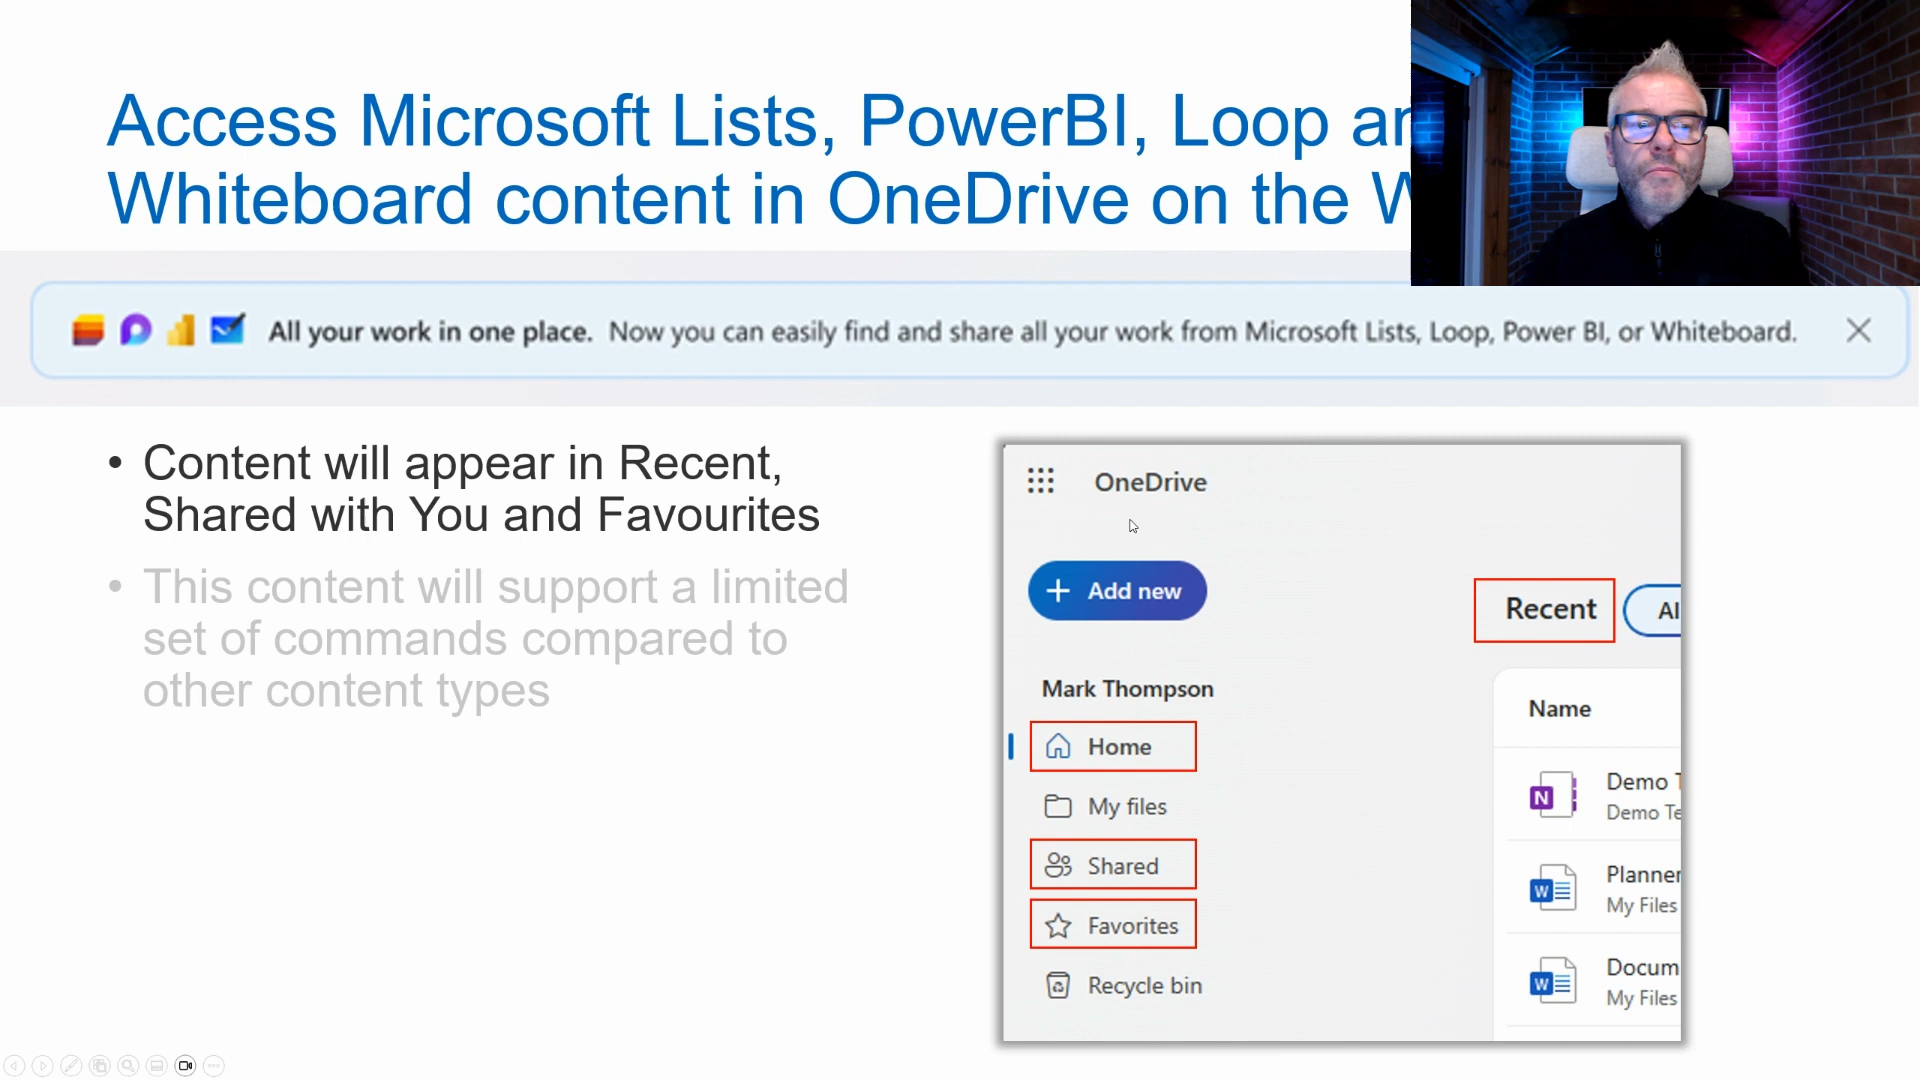 Access Microsoft Lists, PowerBI, Loop
Whiteboard content in OneDrive on the
All your work in one place. Now you can easily find and share all your work from Microsoft Lists, Loop, Power BI, or Whiteboard.
• Content will appear in Recent,
Shared with You and Favourites
• This content will support a limited
set of commands compared to
other content types
OneDrive
Add new
Mark Thompson
Home
My files
Shared
Favorites
Recycle bin
Recent
Name
Demo
Demo
Planner
My Files
My Files